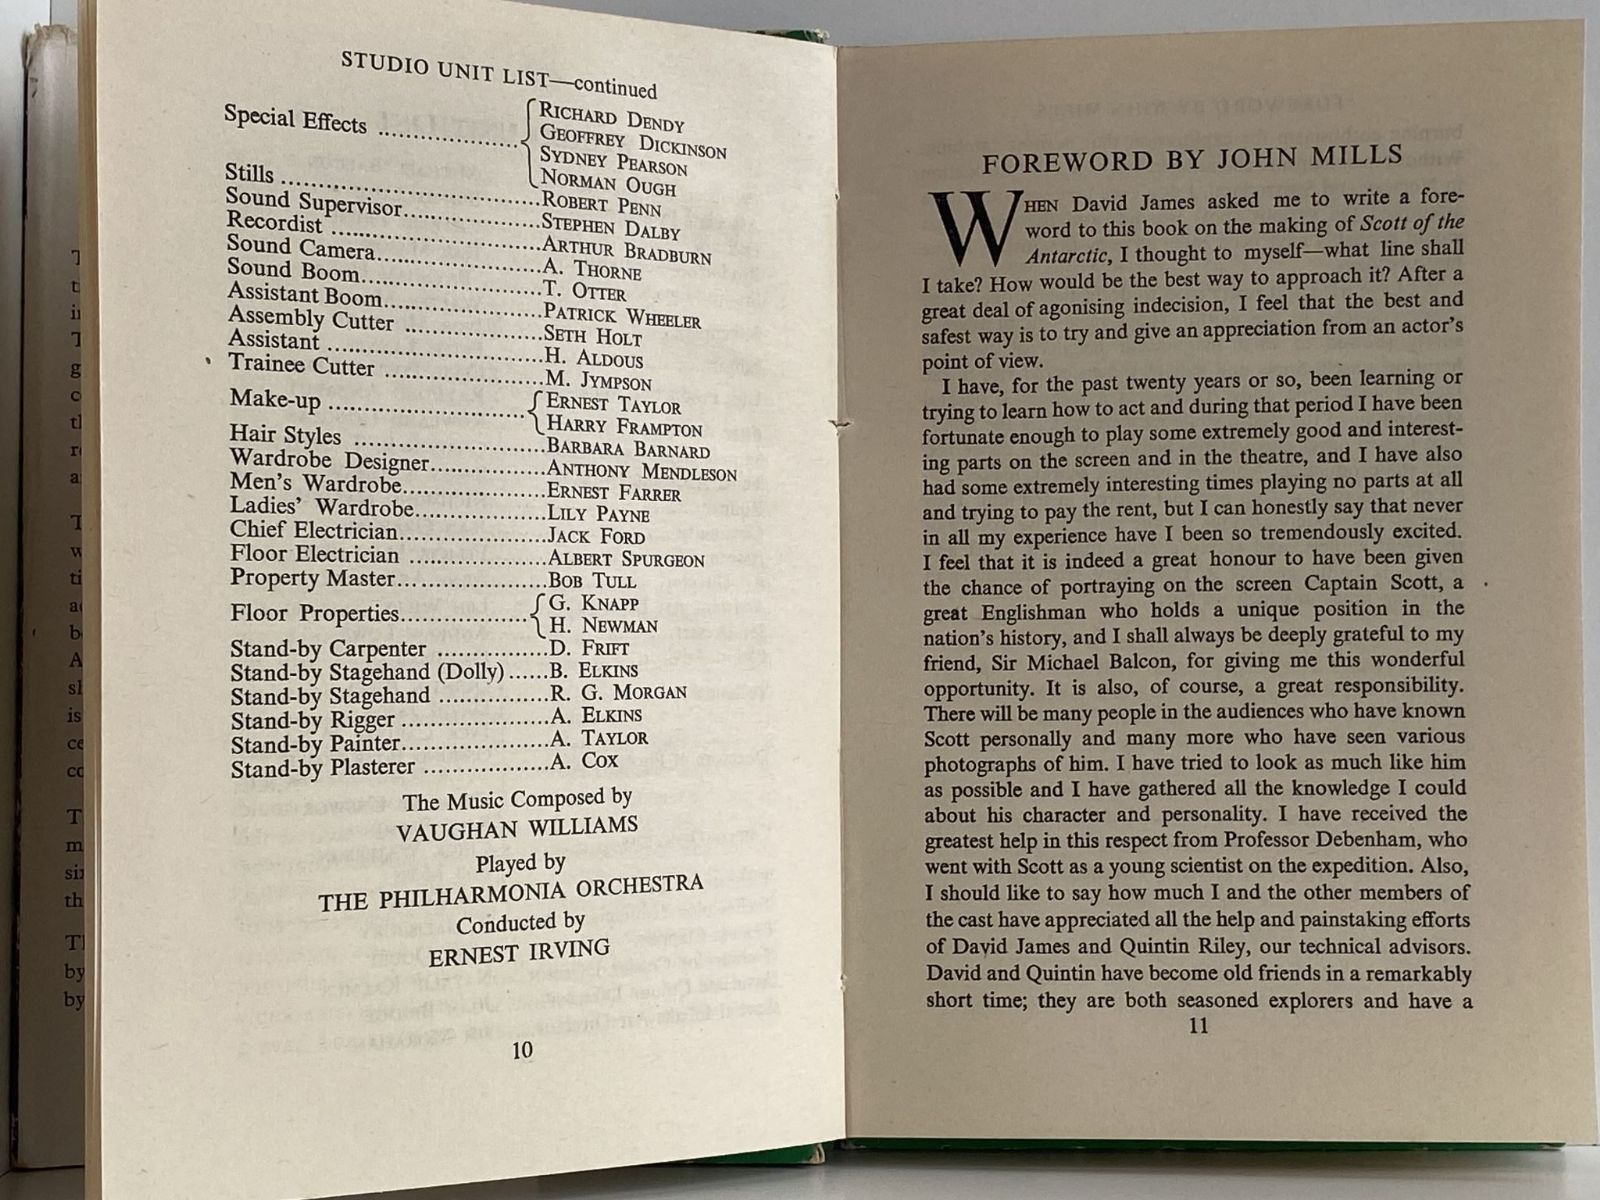 STUDIO UNIT LIST—continued
Special Effects ..................... { RICHARD DENDY
GEOFFREY DICKINSON
SYDNEY PEARSON
NORMAN OUGH
Stills .......................................ROBERT PENN
Sound Supervisor.....................STEPHEN DALBY
Recordist ................................ARTHUR BRADBURN
Sound Camera.........................A. THORNE
Sound Boom............................T. OTTER
Assistant Boom........................PATRICK WHEELER
Assembly Cutter .....................SETH HOLT
Assistant .................................H. ALDOUS
Trainee Cutter ........................M. JYMPSON
Make-up ............................. { ERNEST TAYLOR
HARRY FRAMPTON
Hair Styles .............................BARBARA BARNARD
Wardrobe Designer.................ANTHONY MENDLESON
Men's Wardrobe.....................ERNEST FARRER
Ladies' Wardrobe...................LILY PAYNE
Chief Electrician.....................JACK FORD
Floor Electrician ....................ALBERT SPURGEON
Property Master.....................BOB TULL
Floor Properties.................. { G. KNAPP
H. NEWMAN
Stand-by Carpenter ...............D. FRIFT
Stand-by Stagehand (Dolly)......B. ELKINS
Stand-by Stagehand ...............R. G. MORGAN
Stand-by Rigger .....................A. ELKINS
Stand-by Painter.....................A. TAYLOR
Stand-by Plasterer ..................A. COX
The Music Composed by
VAUGHAN WILLIAMS
Played by
THE PHILHARMONIA ORCHESTRA
Conducted by
ERNEST IRVING
10
FOREWORD BY JOHN MILLS
WHEN David James asked me to write a fore-
word to this book on the making of Scott of the
Antarctic, I thought to myself—what line shall
I take? How would be the best way to approach it? After a
great deal of agonising indecision, I feel that the best and
safest way is to try and give an appreciation from an actor's
point of view.
I have, for the past twenty years or so, been learning or
trying to learn how to act and during that period I have been
fortunate enough to play some extremely good and interest-
ing parts on the screen and in the theatre, and I have also
had some extremely interesting times playing no parts at all
and trying to pay the rent, but I can honestly say that never
in all my experience have I been so tremendously excited.
I feel that it is indeed a great honour to have been given
the chance of portraying on the screen Captain Scott, a
great Englishman who holds a unique position in the
nation's history, and I shall always be deeply grateful to my
friend, Sir Michael Balcon, for giving me this wonderful
opportunity. It is also, of course, a great responsibility.
There will be many people in the audiences who have known
Scott personally and many more who have seen various
photographs of him. I have tried to look as much like him
as possible and I have gathered all the knowledge I could
about his character and personality. I have received the
greatest help in this respect from Professor Debenham, who
went with Scott as a young scientist on the expedition. Also,
I should like to say how much I and the other members of
the cast have appreciated all the help and painstaking efforts
of David James and Quintin Riley, our technical advisors.
David and Quintin have become old friends in a remarkably
short time; they are both seasoned explorers and have a
11